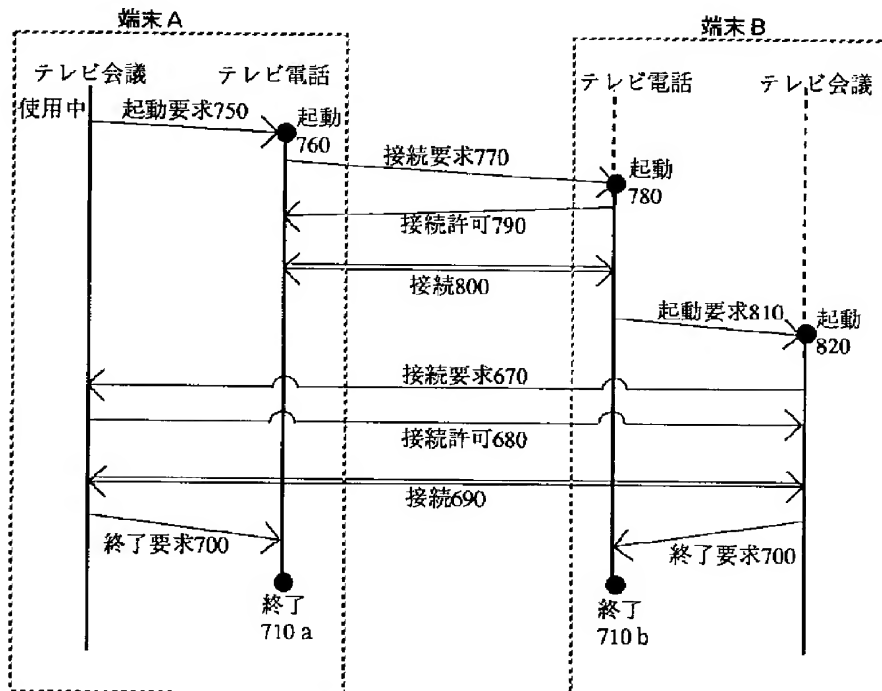 端末A
端末B
テレビ会議
テレビ電話
テレビ電話
テレビ会議
使用中
起動要求750
起動
760
接続要求770
起動
780
接続許可790
接続800
起動要求810
起動
820
接続要求670
接続許可680
接続690
終了要求700
終了要求700
終了
710a
終了
710b